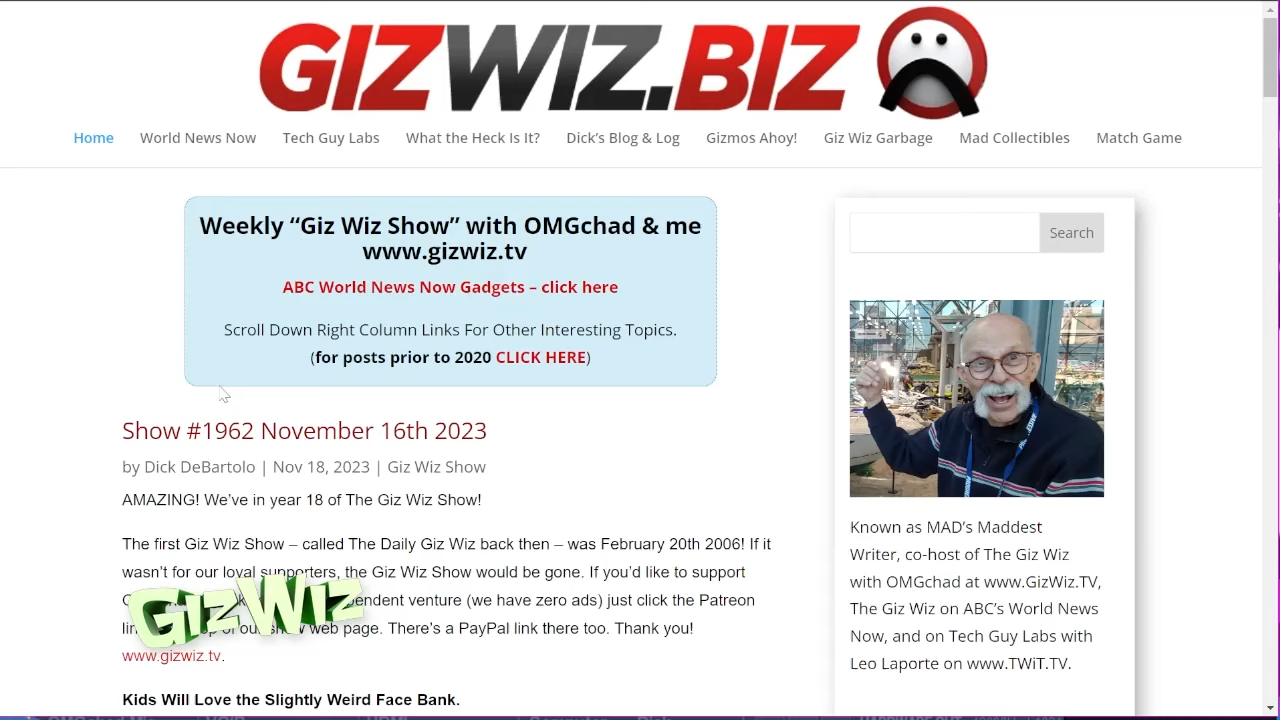 GIZWIZ.BIZ
Home World News Now Tech Guy Labs What the Heck Is It? Dick's Blog & Log Gizmos Ahoy! Giz Wiz Garbage Mad Collectibles Match Game
Weekly “Giz Wiz Show” with OMGchad & me
www.gizwiz.tv
ABC World News Now Gadgets – click here
Scroll Down Right Column Links For Other Interesting Topics.
(for posts prior to 2020 CLICK HERE)
Show #1962 November 16th 2023
by Dick DeBartolo | Nov 18, 2023 | Giz Wiz Show
AMAZING! We’ve in year 18 of The Giz Wiz Show!
The first Giz Wiz Show – called The Daily Giz Wiz back then – was February 20th 2006! If it
wasn’t for our loyal supporters, the Giz Wiz Show would be gone. If you’d like to support
venture (we have zero ads) just click the Patreon
web page. There’s a PayPal link there too. Thank you!
www.gizwiz.tv.
GizWiz
Kids Will Love the Slightly Weird Face Bank.
Search
Known as MAD’s Maddest
Writer, co-host of The Giz Wiz
with OMGchad at www.GizWiz.TV,
The Giz Wiz on ABC’s World News
Now, and on Tech Guy Labs with
Leo Laporte on www.TWiT.TV.